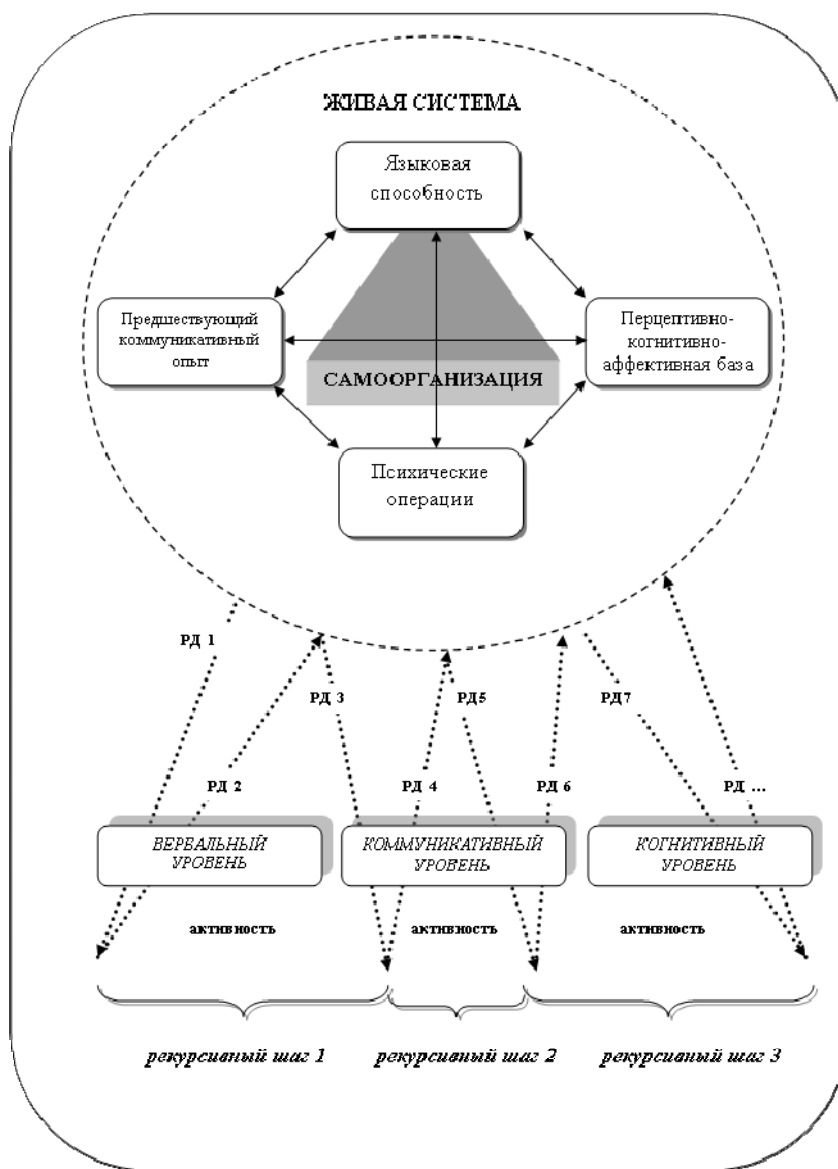 ЖИВАЯ СИСТЕМА
Языковая
способность
Предшествующий
коммуникативный
опыт
Перцептивно-
когнитивно-
аффективная база
САМООРГАНИЗАЦИЯ
Психические
операции
РД 1
РД 3
РД5
РД7
РД 2
РД 4
РД 6
РД ...
ВЕРБАЛЬНЫЙ
УРОВЕНЬ
КОММУНИКАТИВНЫЙ
УРОВЕНЬ
КОГНИТИВНЫЙ
УРОВЕНЬ
активность
активность
активность
рекурсивный шаг 1
рекурсивный шаг 2
рекурсивный шаг 3